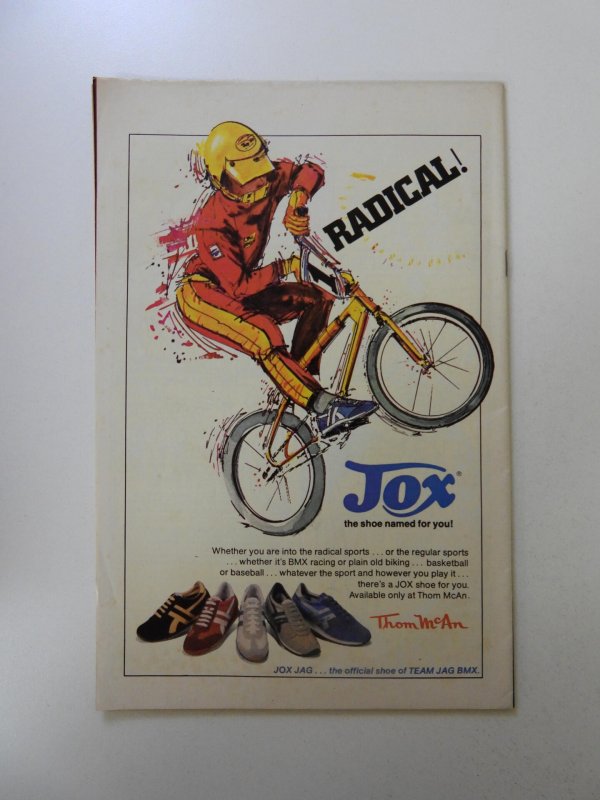 RADICAL!
1
JOX®
the shoe named for you!
Whether you are into the radical sports . . . or the regular sports
. . . whether it's BMX racing or plain old biking . . . basketball
or baseball . . . whatever the sport and however you play it . . .
there's a JOX shoe for you.
Available only at Thom McAn.
Thom McAn
JOX JAG . . . the official shoe of TEAM JAG BMX.